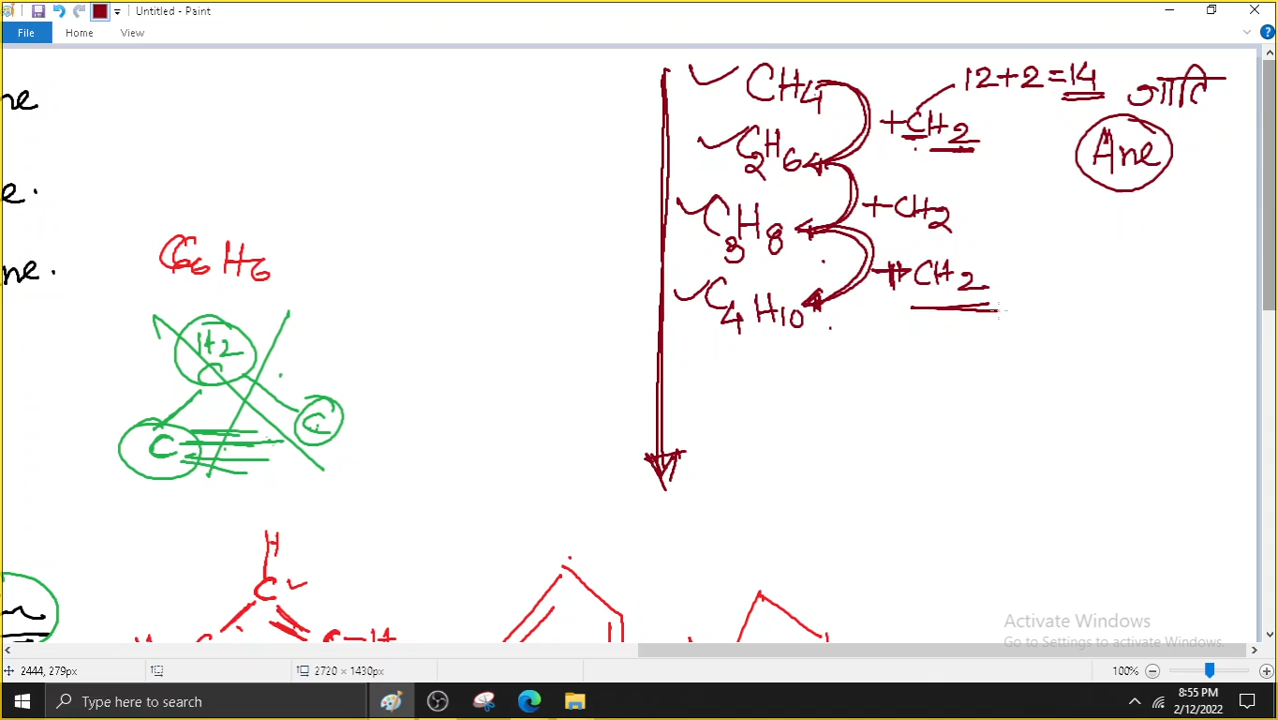 Untitled - Paint
File Home View
ne
e.
ne.
CH4
+CH2
12+2=14
Ane
C2H6
+CH2
C3H8
+CH2
C4H10
C6H6
H2
C
C
C
H
C
C-H
Activate Windows
Go to Settings to activate Windows.
2444, 279px
2720 × 1430px
100%
Type here to search
8:55 PM
2/12/2022